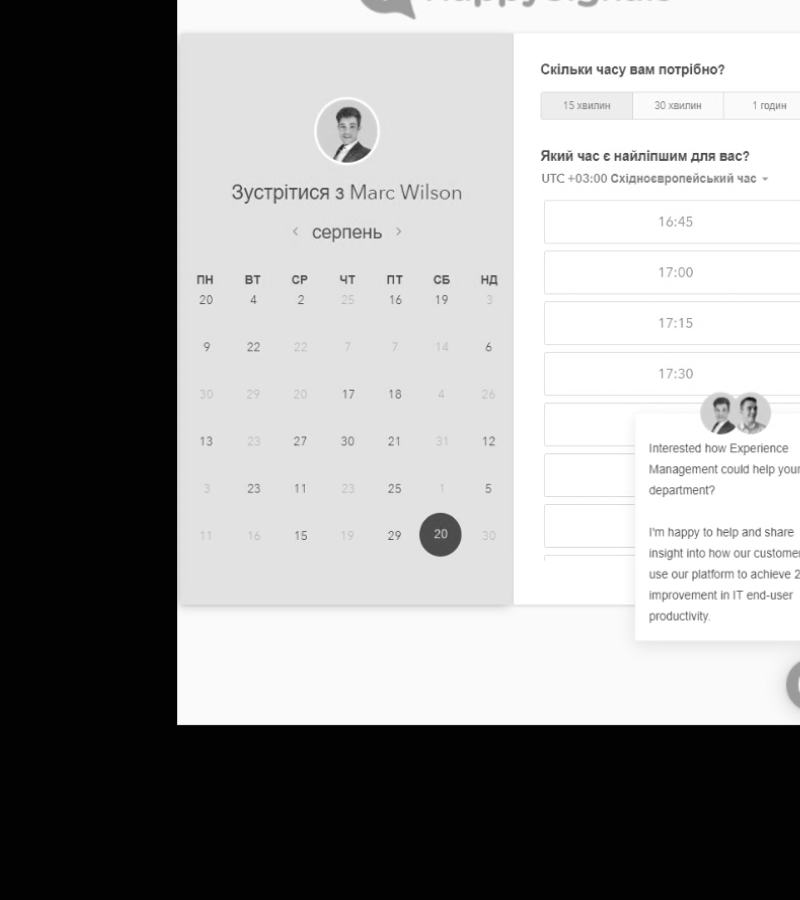 HappySignals
Зустрітися з Marc Wilson
серпень
ПН ВТ СР ЧТ ПТ СБ НД
20 4 2 25 16 19 3
9 22 22 7 7 14 6
30 29 20 17 18 4 26
13 23 27 30 21 31 12
3 23 11 23 25 1 5
11 16 15 19 29 20 30
Скільки часу вам потрібно?
15 хвилин 30 хвилин 1 годин
Який час є найліпшим для вас?
UTC +03:00 Східноєвропейський час
16:45
17:00
17:15
17:30
Interested how Experience
Management could help your
department?
I'm happy to help and share
insight into how our customer
use our platform to achieve 2
improvement in IT end-user
productivity.